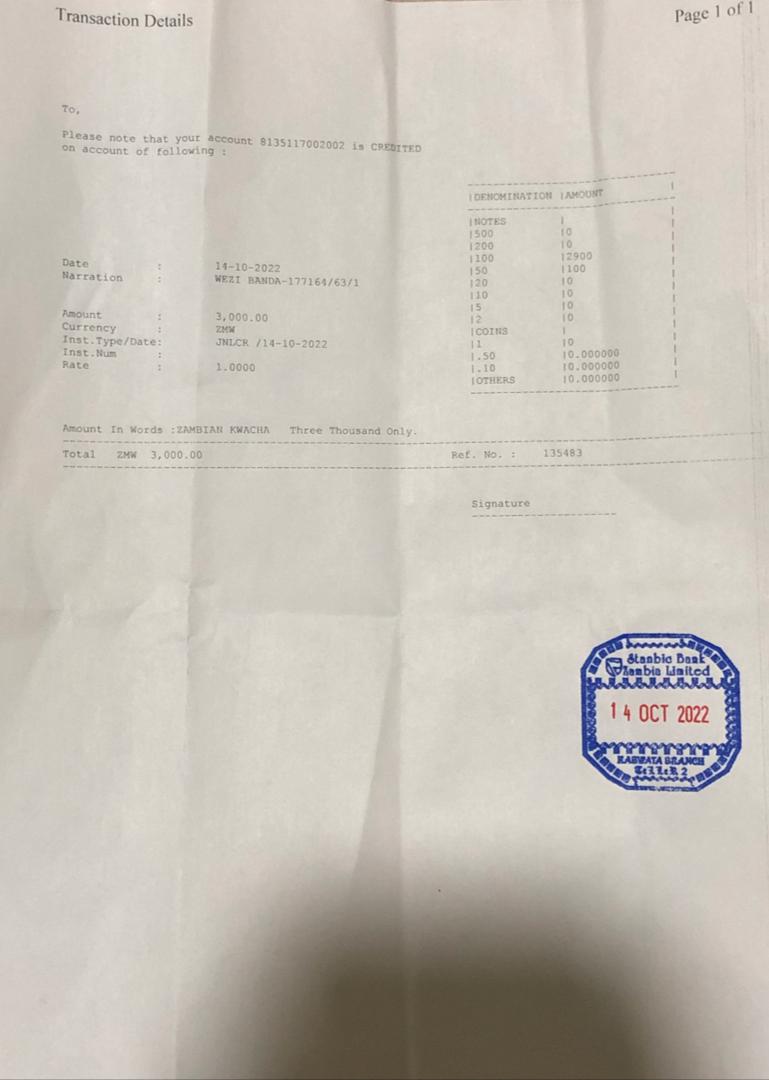 Transaction Details
Page 1 of 1
To,
Please note that your account 8135117002002 is CREDITED
on account of following :
|DENOMINATION |AMOUNT |
|NOTES | |
|500 |0 |
|200 |0 |
|100 |2900 |
|50 |100 |
|20 |0 |
|10 |0 |
|5 |0 |
|2 |0 |
|COINS | |
|1 |0 |
|.50 |0.000000 |
|.10 |0.000000 |
|OTHERS |0.000000 |
Date : 14-10-2022
Narration : WEZI BANDA-177164/63/1
Amount : 3,000.00
Currency : ZMW
Inst.Type/Date: JNLCR /14-10-2022
Inst.Num :
Rate : 1.0000
Amount In Words :ZAMBIAN KWACHA Three Thousand Only.
Total ZMW 3,000.00 Ref. No. : 135483
Signature
Stanbic Bank
Zambia Limited
14 OCT 2022
KABWATA BRANCH
TELLER 2